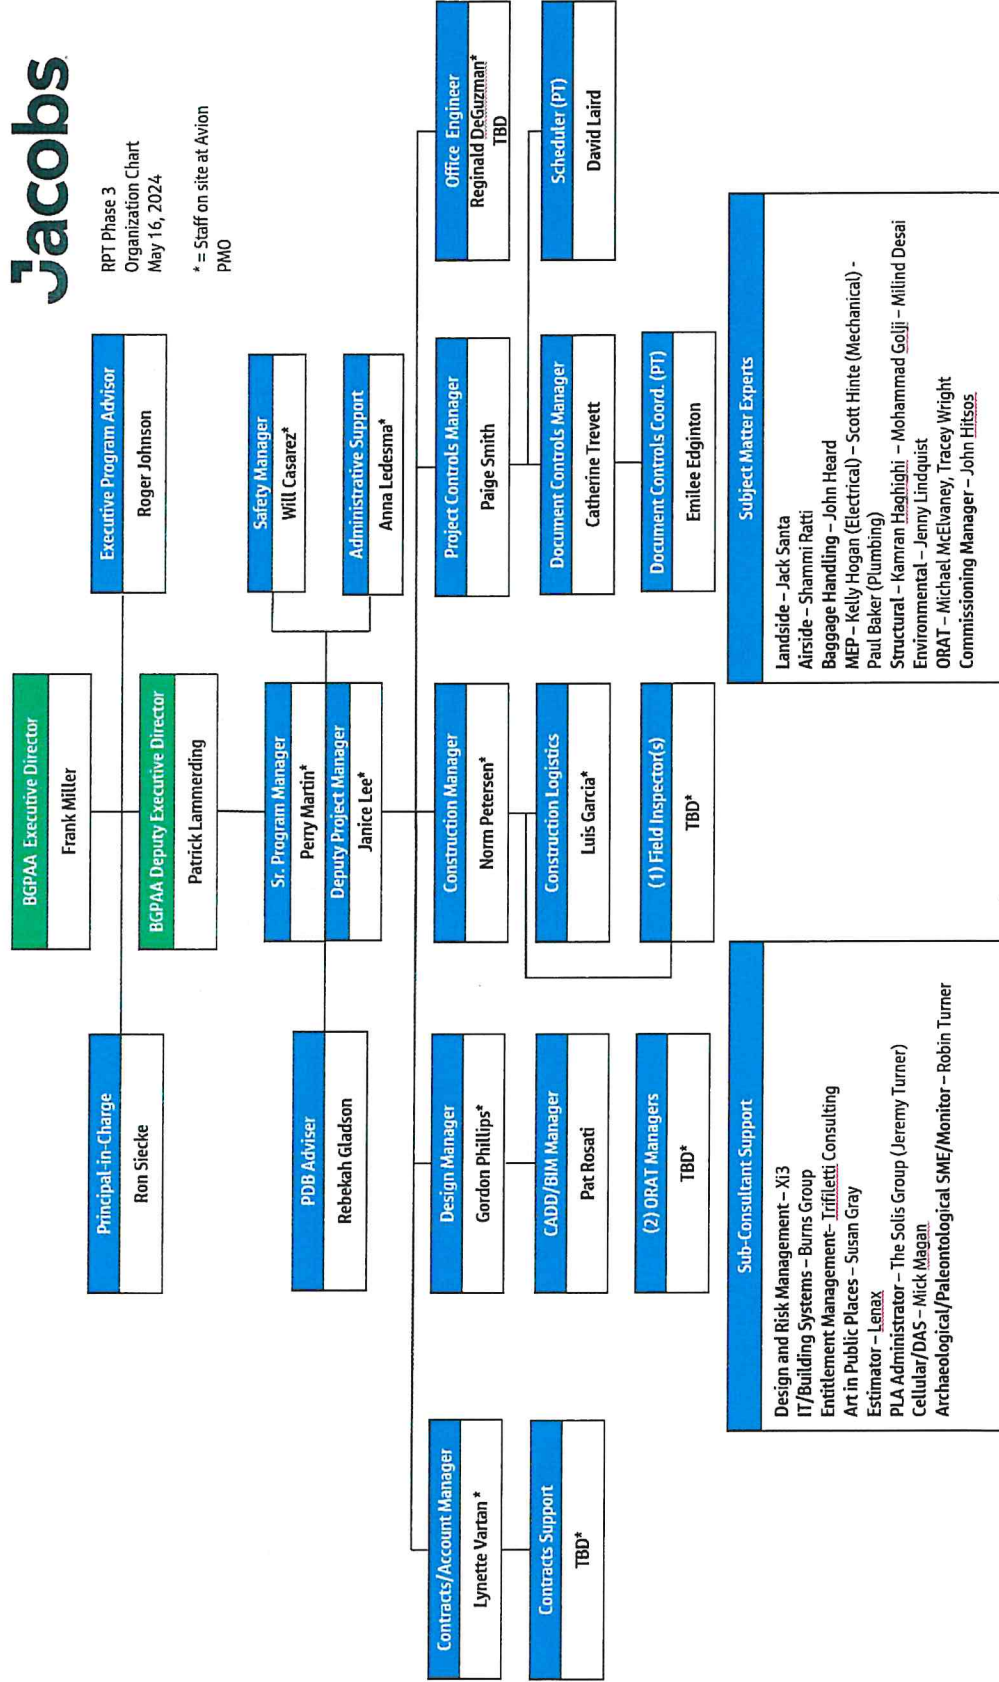 Jacobs
RPT Phase 3
Organization Chart
May 16, 2024
* = Staff on site at Avion
PMO
BGPAA Executive Director
Frank Miller
Principal-in-Charge
Ron Siecke
Executive Program Advisor
Roger Johnson
BGPAA Deputy Executive Director
Patrick Lammerding
Sr. Program Manager
Perry Martin*
Deputy Project Manager
Janice Lee*
PDB Adviser
Rebekah Gladson
Safety Manager
Will Casarez*
Administrative Support
Anna Ledesma*
Contracts/Account Manager
Lynette Vartan *
Contracts Support
TBD*
Design Manager
Gordon Phillips*
CADD/BIM Manager
Pat Rosati
(2) ORAT Managers
TBD*
Construction Manager
Norm Petersen*
Construction Logistics
Luis Garcia*
(1) Field Inspector(s)
TBD*
Project Controls Manager
Paige Smith
Document Controls Manager
Catherine Trevett
Document Controls Coord. (PT)
Emilee Edginton
Office Engineer
Reginald DeGuzman*
TBD
Scheduler (PT)
David Laird
Sub-Consultant Support
Design and Risk Management – Xi3
IT/Building Systems – Burns Group
Entitlement Management– Trifiletti Consulting
Art in Public Places – Susan Gray
Estimator – Lenax
PLA Administrator – The Solis Group (Jeremy Turner)
Cellular/DAS – Mick Magan
Archaeological/Paleontological SME/Monitor – Robin Turner
Subject Matter Experts
Landside – Jack Santa
Airside – Shammi Ratti
Baggage Handling – John Heard
MEP – Kelly Hogan (Electrical) – Scott Hinte (Mechanical) -
Paul Baker (Plumbing)
Structural – Kamran Haghighi – Mohammad Golji – Milind Desai
Environmental – Jenny Lindquist
ORAT – Michael McElvaney, Tracey Wright
Commissioning Manager – John Hitsos